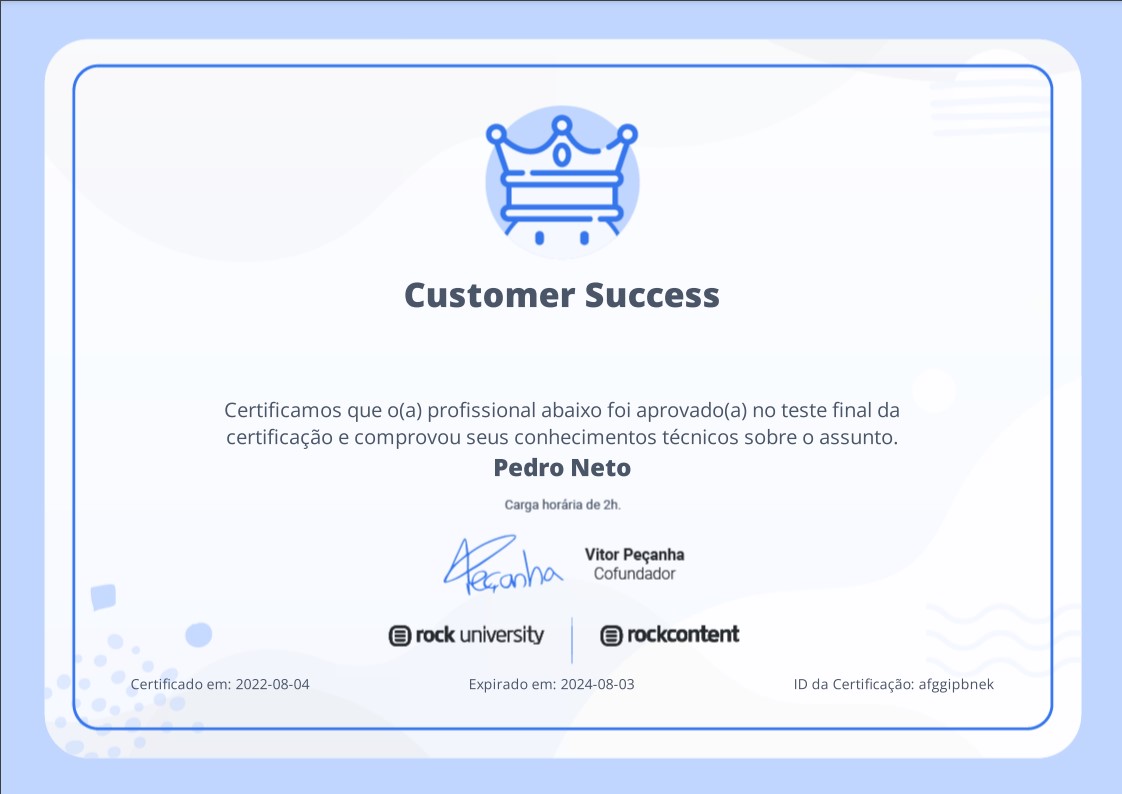 Customer Success
Certificamos que o(a) profissional abaixo foi aprovado(a) no teste final da
certificação e comprovou seus conhecimentos técnicos sobre o assunto.
Pedro Neto
Carga horária de 2h.
Peçanha
Vitor Peçanha
Cofundador
rock university
rockcontent
Certificado em: 2022-08-04
Expirado em: 2024-08-03
ID da Certificação: afggipbnek